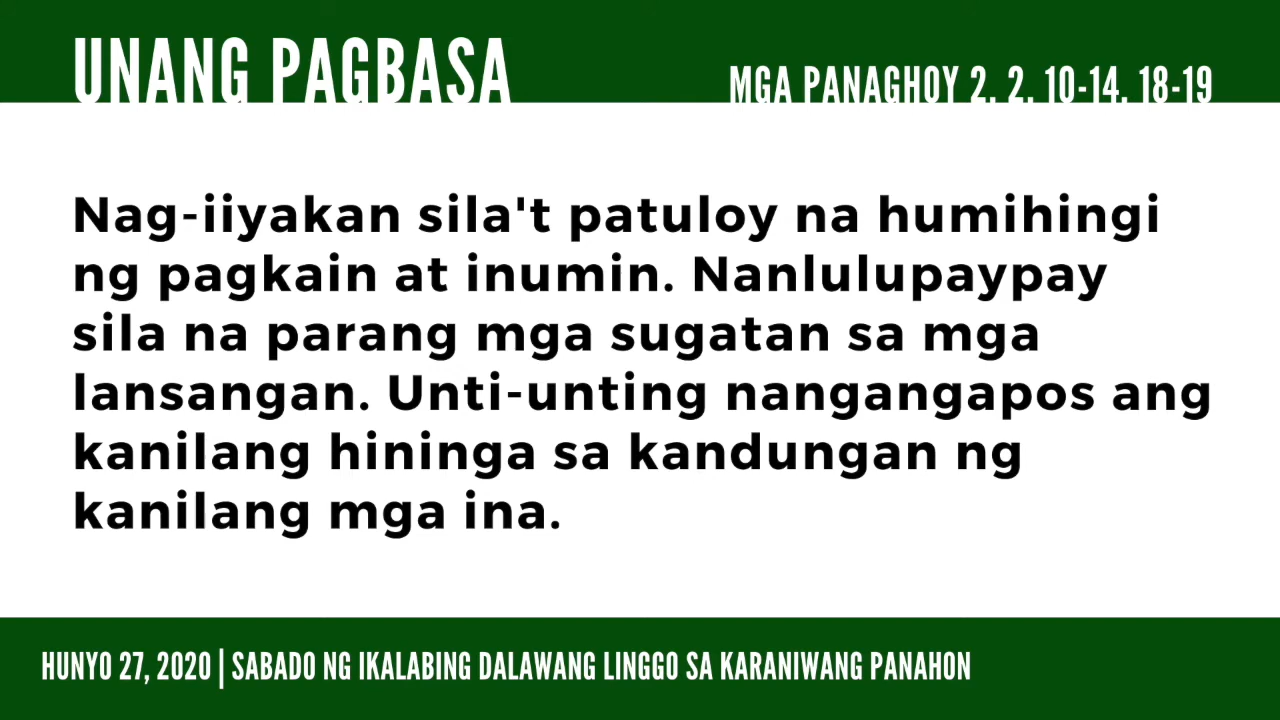 UNANG PAGBASA
MGA PANAGHOY 2, 2. 10-14. 18-19
Nag-iiyakan sila't patuloy na humihingi
ng pagkain at inumin. Nanlulupaypay
sila na parang mga sugatan sa mga
lansangan. Unti-unting nangangapos ang
kanilang hininga sa kandungan ng
kanilang mga ina.
HUNYO 27, 2020 | SABADO NG IKALABING DALAWANG LINGGO SA KARANIWANG PANAHON